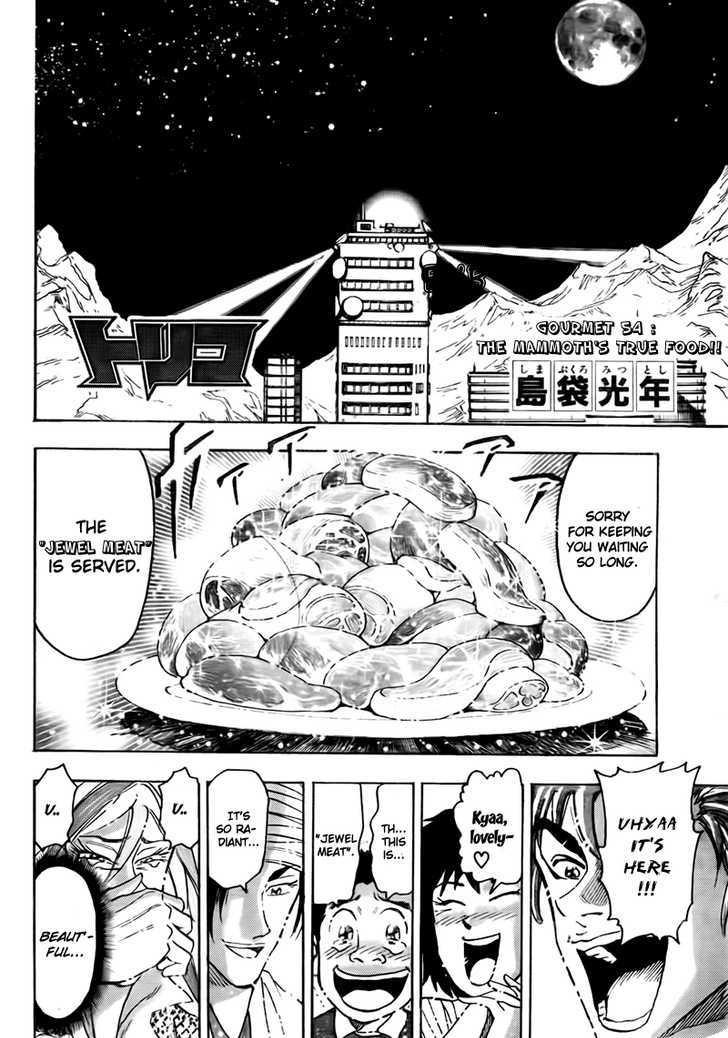 トリコ
GOURMET 54 :
THE MAMMOTH'S TRUE FOOD!!
しまぶくろみつとし
島袋光年
SORRY
FOR KEEPING
YOU WAITING
SO LONG.
THE
"JEWEL MEAT"
IS SERVED.
UHYAA
IT'S
HERE
!!!
Kyaa,
lovely~
♡
TH...
THIS
IS...
"JEWEL
MEAT".
IT'S
SO RA-
DIANT...
U..
U..
BEAUT'-
FUL...